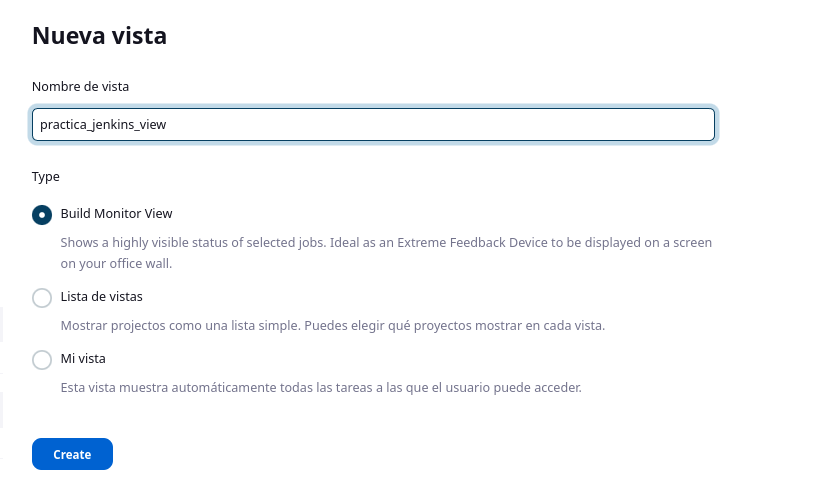 Nueva vista
Nombre de vista
practica_jenkins_view
Type
Build Monitor View
Shows a highly visible status of selected jobs. Ideal as an Extreme Feedback Device to be displayed on a screen
on your office wall.
Lista de vistas
Mostrar projectos como una lista simple. Puedes elegir qué proyectos mostrar en cada vista.
Mi vista
Esta vista muestra automáticamente todas las tareas a las que el usuario puede acceder.
Create